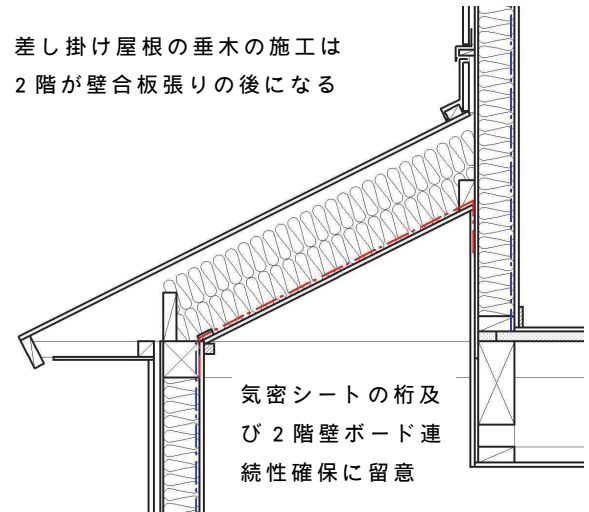 差し掛け屋根の垂木の施工は
2階が壁合板張りの後になる
気密シートの桁及
び2階壁ボード連
続性確保に留意